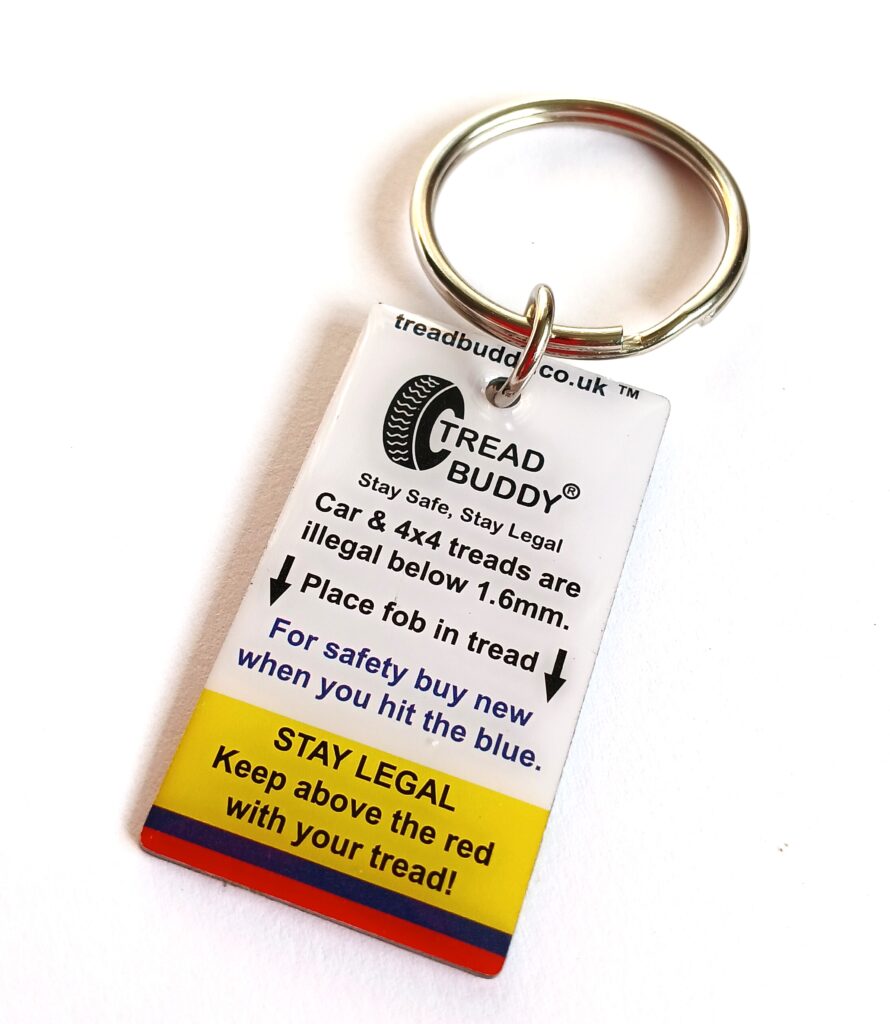 treadbuddy.co.uk ™
TREAD
BUDDY®
Stay Safe, Stay Legal
Car & 4x4 treads are
illegal below 1.6mm.
Place fob in tread
For safety buy new
when you hit the blue.
STAY LEGAL
Keep above the red
with your tread!